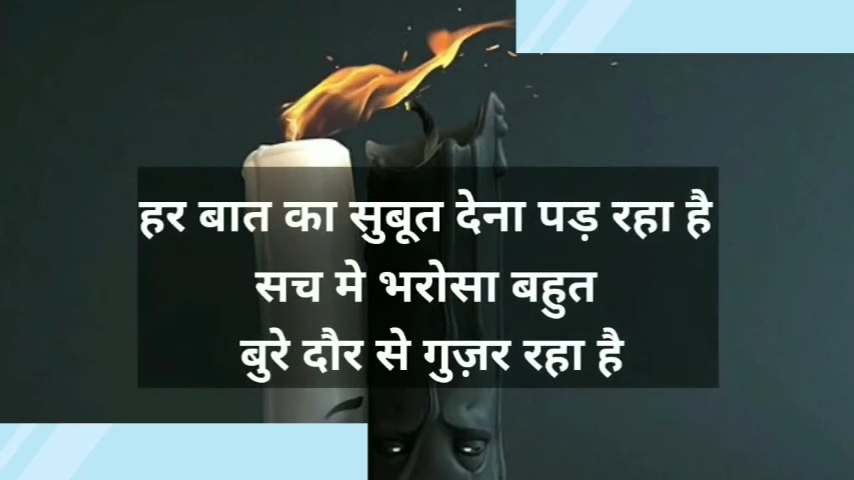 हर बात का सुबूत देना पड़ रहा है
सच मे भरोसा बहुत
बुरे दौर से गुज़र रहा है